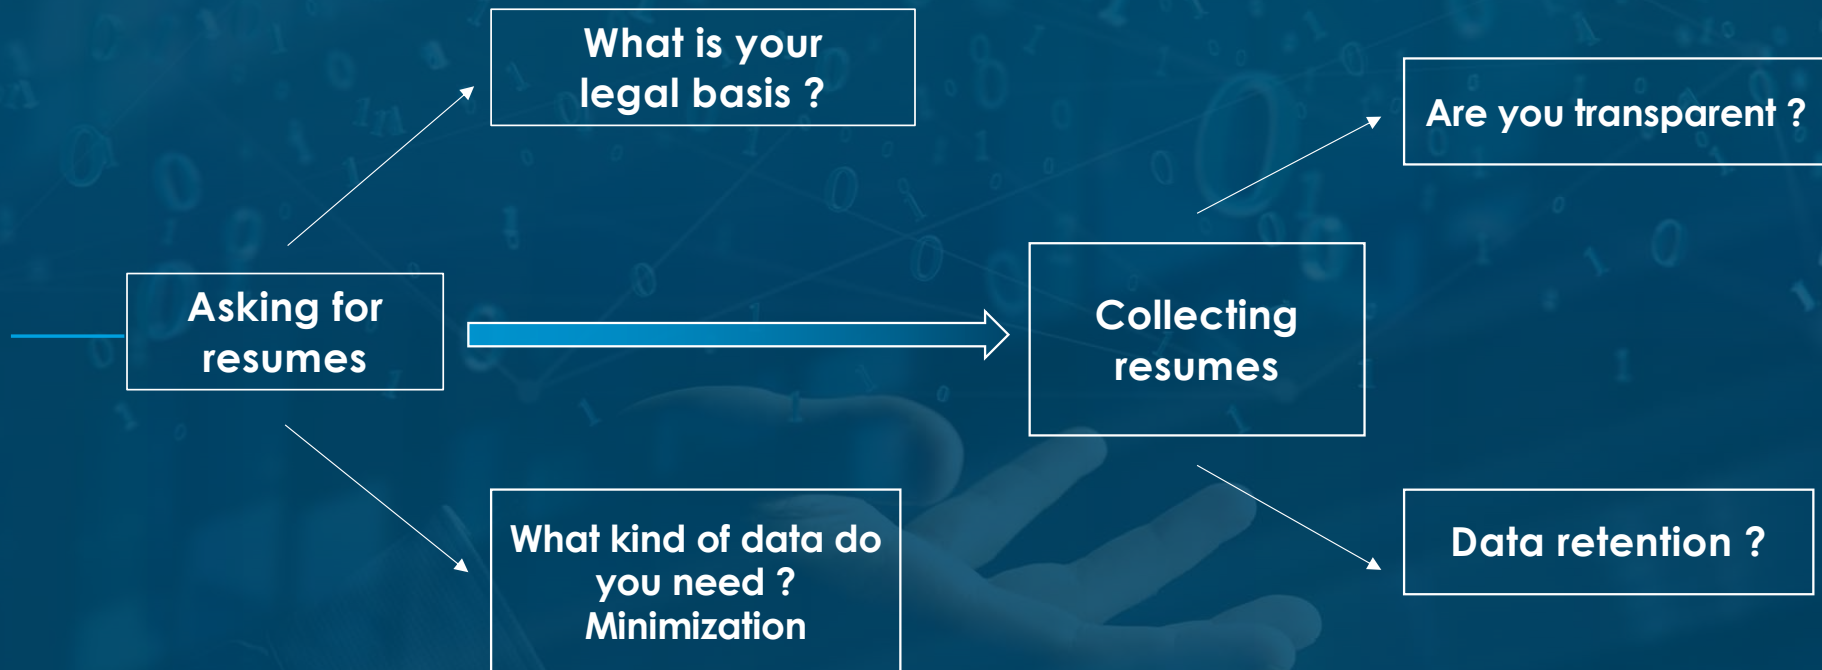 What is your
legal basis ?
Are you transparent ?
Asking for
resumes
Collecting
resumes
What kind of data do
you need ?
Minimization
Data retention ?